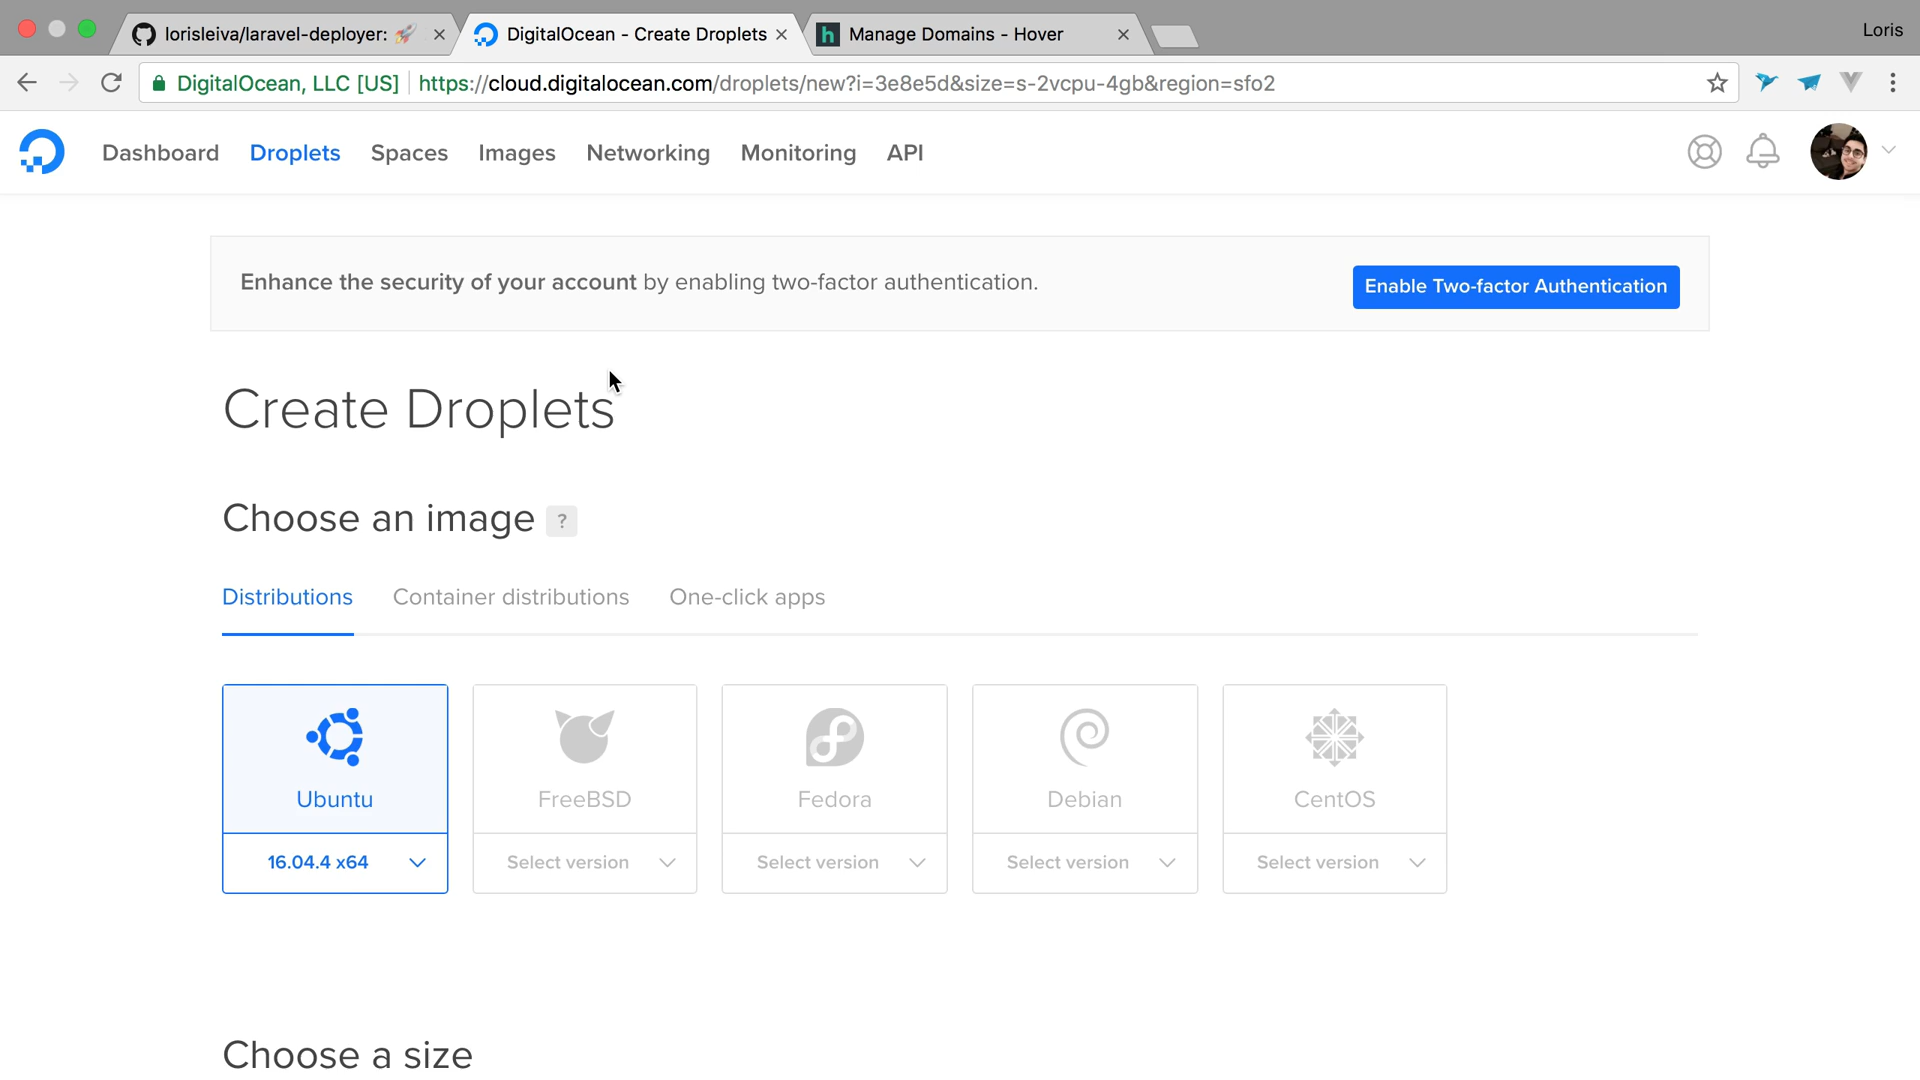 lorisleiva/laravel-deployer: 🚀
DigitalOcean - Create Droplets
Manage Domains - Hover
Loris
DigitalOcean, LLC [US]
https://cloud.digitalocean.com/droplets/new?i=3e8e5d&size=s-2vcpu-4gb&region=sfo2
Dashboard
Droplets
Spaces
Images
Networking
Monitoring
API
Enhance the security of your account by enabling two-factor authentication.
Enable Two-factor Authentication
Create Droplets
Choose an image ?
Distributions
Container distributions
One-click apps
Ubuntu
FreeBSD
Fedora
Debian
CentOS
16.04.4 x64
Select version
Select version
Select version
Select version
Choose a size